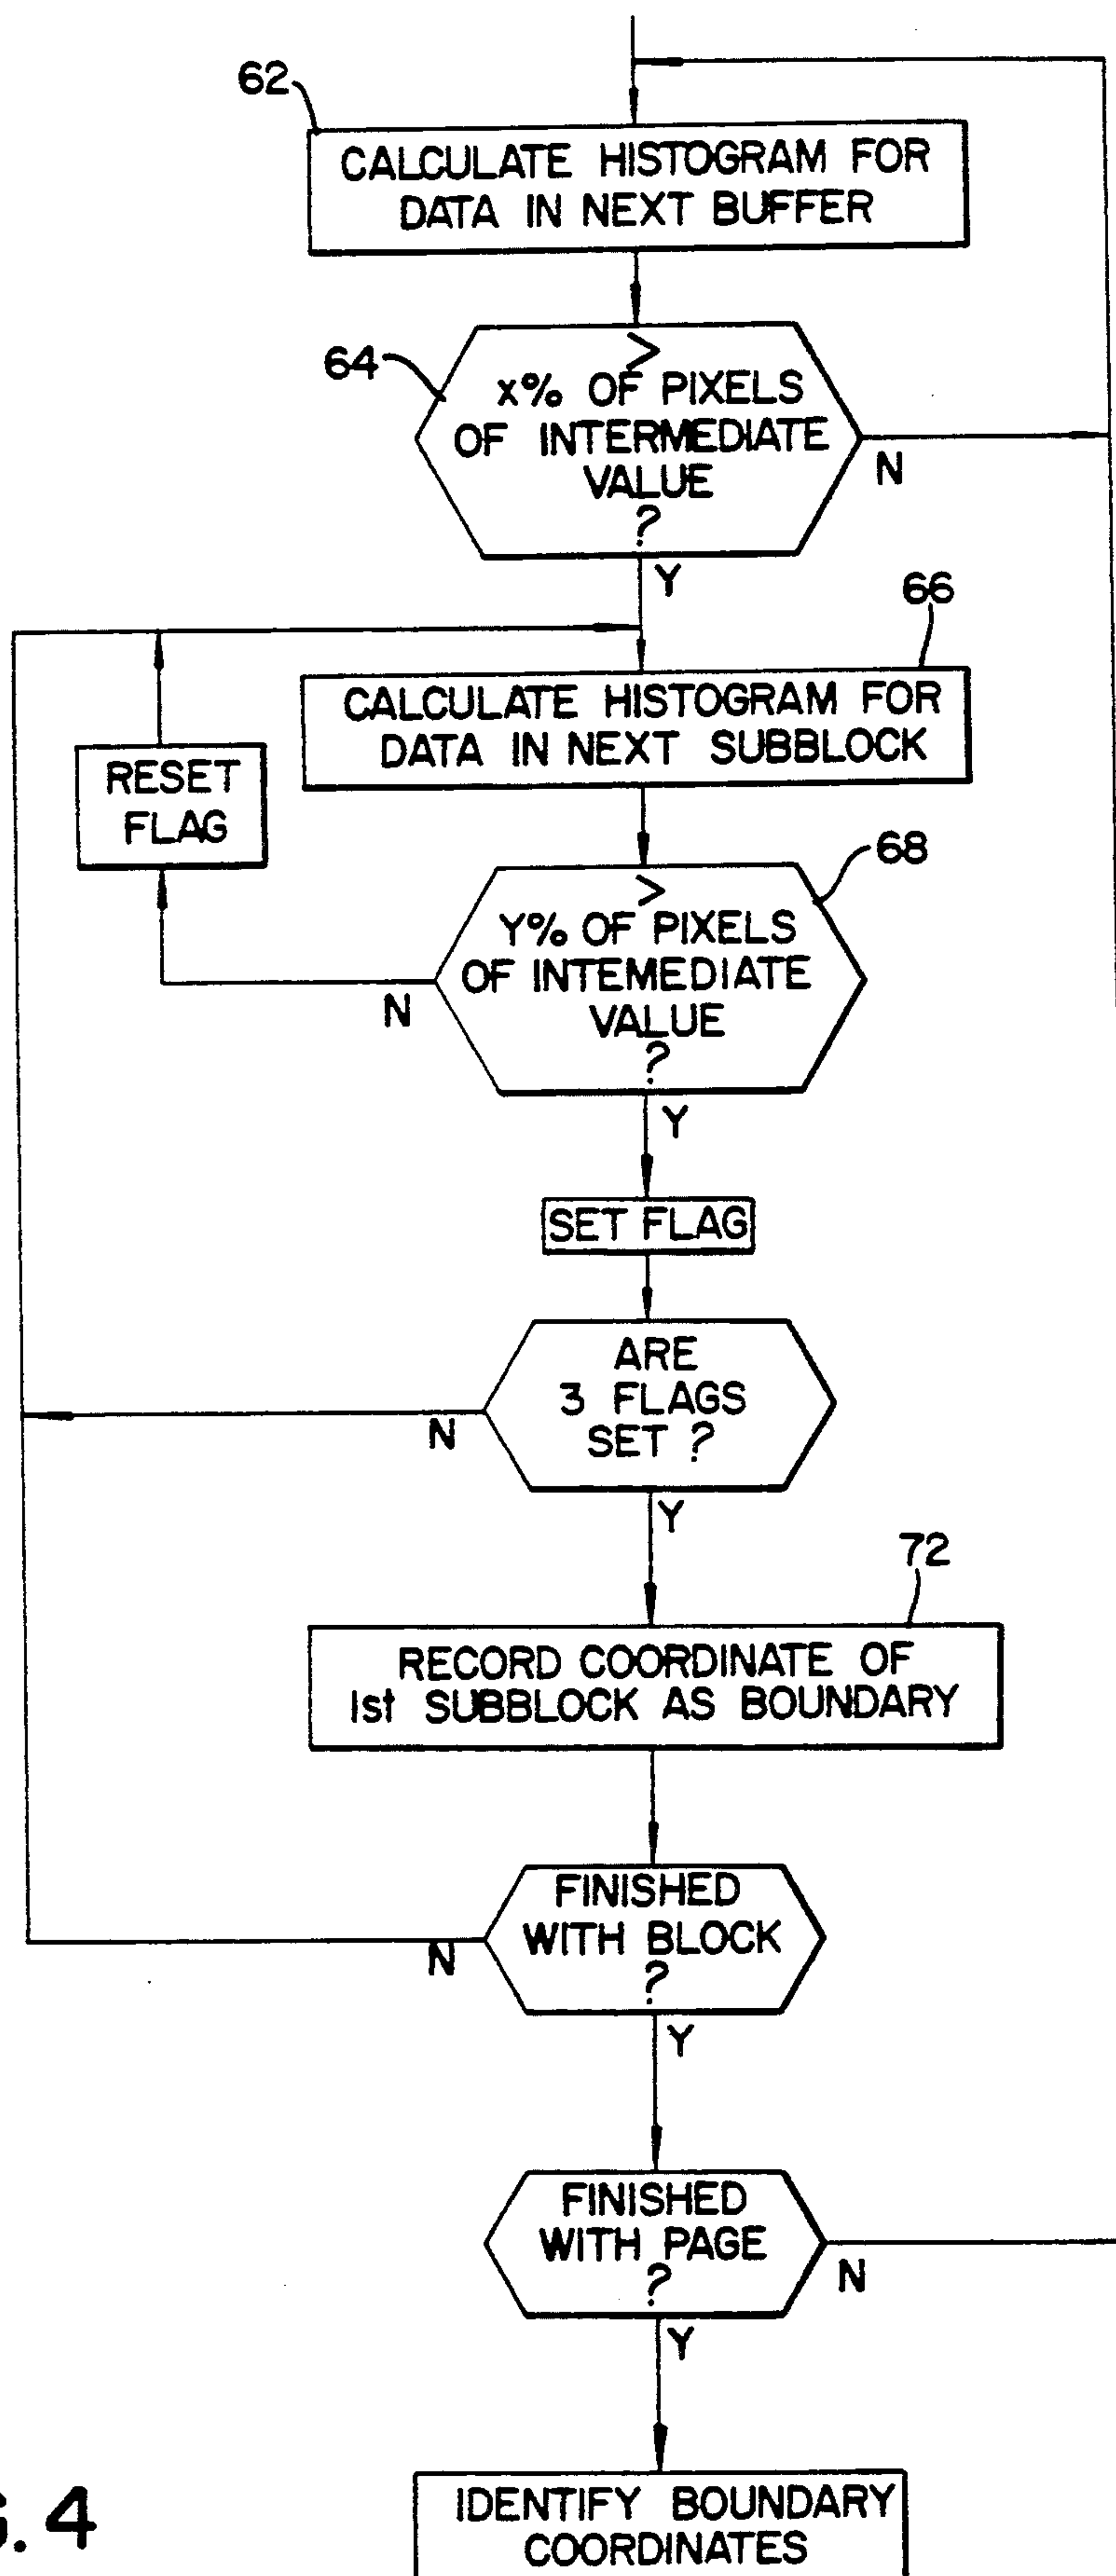 62
CALCULATE HISTOGRAM FOR
DATA IN NEXT BUFFER
64
>
X% OF PIXELS
OF INTERMEDIATE
VALUE
?
N
Y
66
CALCULATE HISTOGRAM FOR
DATA IN NEXT SUBBLOCK
RESET
FLAG
68
>
Y% OF PIXELS
OF INTEMEDIATE
VALUE
?
N
Y
SET FLAG
ARE
3 FLAGS
SET ?
N
Y
72
RECORD COORDINATE OF
1st SUBBLOCK AS BOUNDARY
FINISHED
WITH BLOCK
?
N
Y
FINISHED
WITH PAGE
?
N
Y
IDENTIFY BOUNDARY
COORDINATES
G. 4